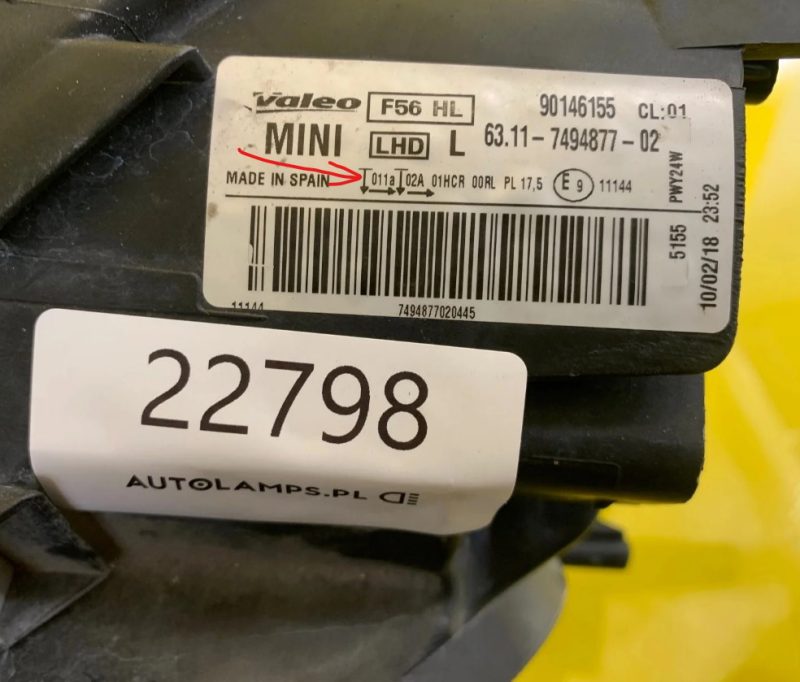 Valeo F56 HL 90146155 CL:01
MINI LHD L 63.11-7494877-02
MADE IN SPAIN 011a 02A 01HCR 00RL PL 17,5 E9 11144
PWY24W
5155
10/02/18 23:52
11144
7494877020445
22798
AUTOLAMPS.PL